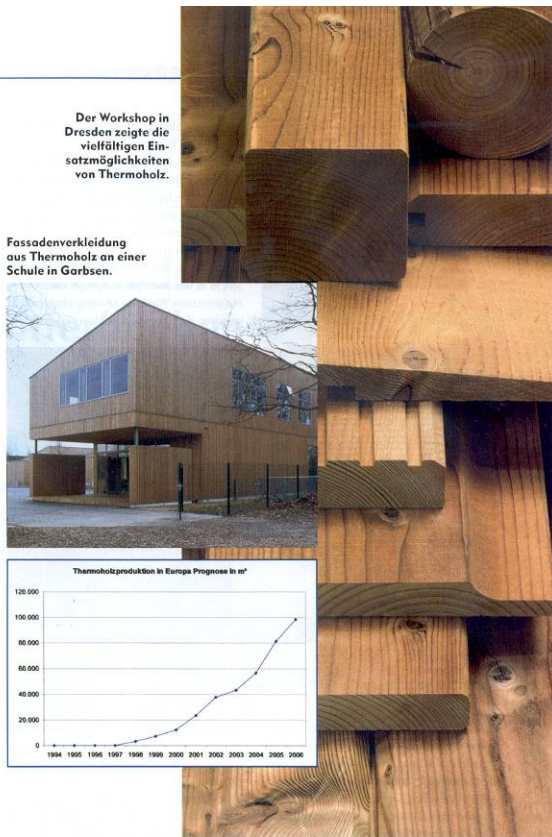 Der Workshop in
Dresden zeigte die
vielfältigen Ein-
satzmöglichkeiten
von Thermoholz.
Fassadenverkleidung
aus Thermoholz an einer
Schule in Garbsen.
Thermoholzproduktion in Europa Prognose in m³
120.000
100.000
80.000
60.000
40.000
20.000
0
1994 1995 1996 1997 1998 1999 2000 2001 2002 2003 2004 2005 2006